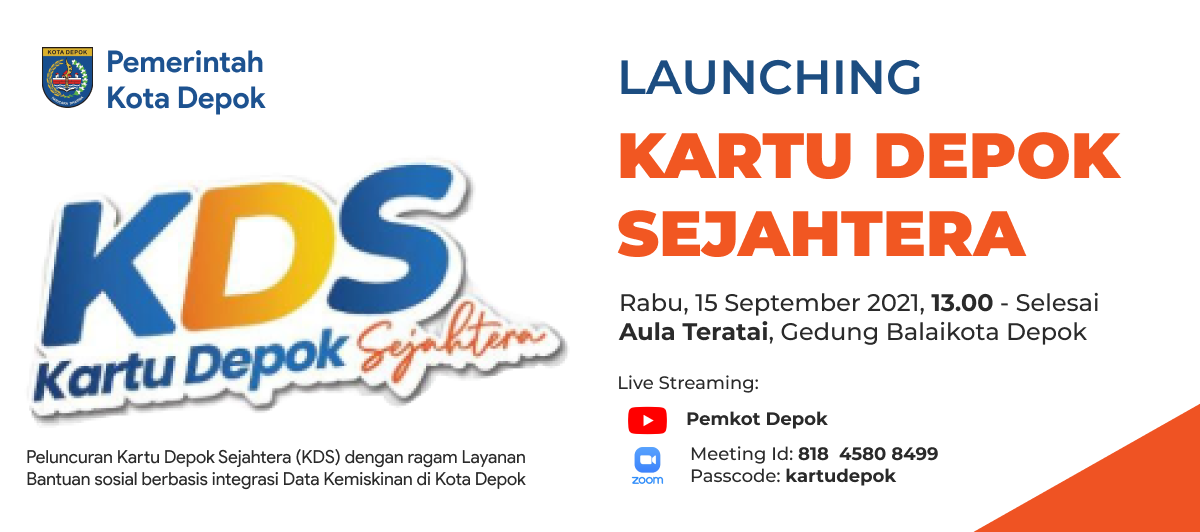 KOTA DEPOK
Pemerintah
Kota Depok
KDS
Kartu Depok Sejahtera
Peluncuran Kartu Depok Sejahtera (KDS) dengan ragam Layanan
Bantuan sosial berbasis integrasi Data Kemiskinan di Kota Depok
LAUNCHING
KARTU DEPOK
SEJAHTERA
Rabu, 15 September 2021, 13.00 - Selesai
Aula Teratai, Gedung Balaikota Depok
Live Streaming:
Pemkot Depok
zoom
Meeting Id: 818 4580 8499
Passcode: kartudepok